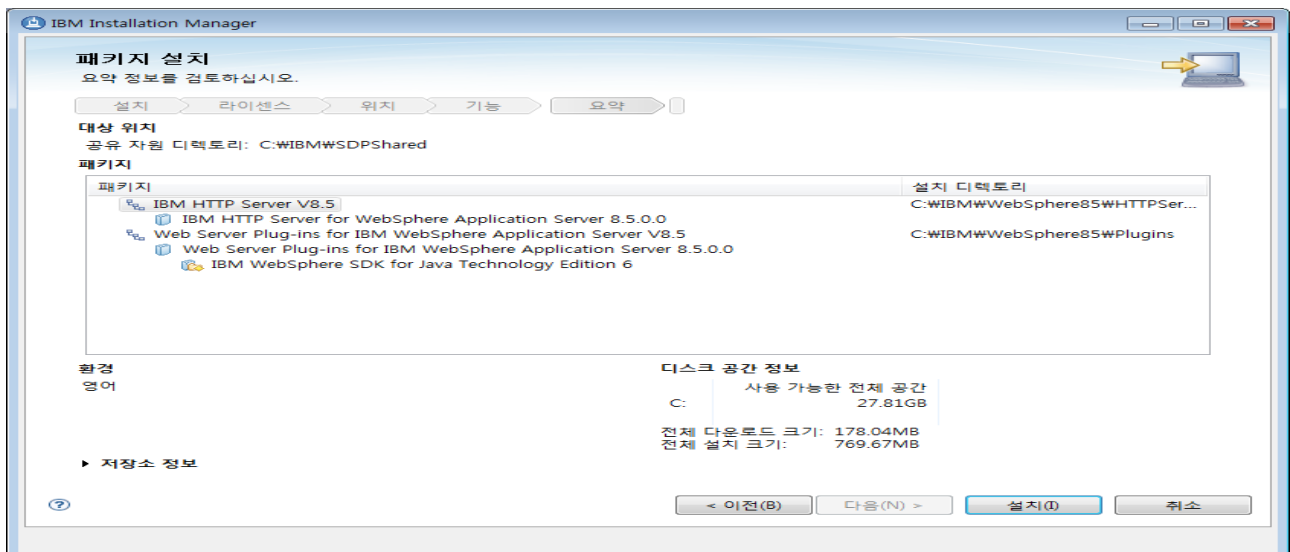 IBM Installation Manager
패키지 설치
요약 정보를 검토하십시오.
설치 라이센스 위치 기능 요약
대상 위치
공유 자원 디렉토리: C:₩IBM₩SDPShared
패키지
패키지 설치 디렉토리
IBM HTTP Server V8.5 C:₩IBM₩WebSphere85₩HTTPSer...
IBM HTTP Server for WebSphere Application Server 8.5.0.0
Web Server Plug-ins for IBM WebSphere Application Server V8.5 C:₩IBM₩WebSphere85₩Plugins
Web Server Plug-ins for IBM WebSphere Application Server 8.5.0.0
IBM WebSphere SDK for Java Technology Edition 6
환경 디스크 공간 정보
영어 사용 가능한 전체 공간
C: 27.81GB
전체 다운로드 크기: 178.04MB
전체 설치 크기: 769.67MB
▶ 저장소 정보
? < 이전(B) 다음(N) > 설치(I) 취소